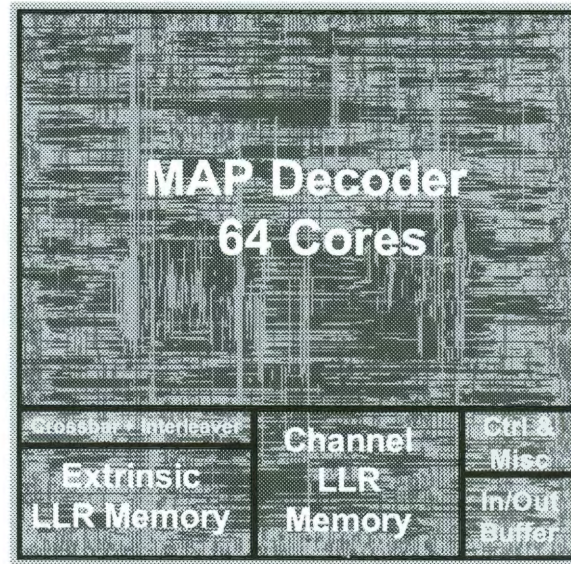 MAP Decoder
64 Cores
Crossbar + Interleaver
Extrinsic
LLR Memory
Channel
LLR
Memory
Ctrl &
Misc
In/Out
Buffer